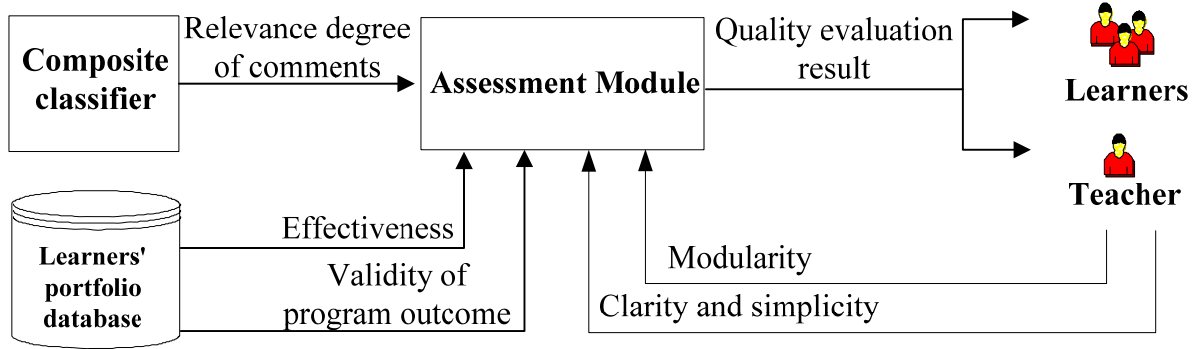 Composite
classifier
Relevance degree
of comments
Assessment Module
Quality evaluation
result
Learners
Teacher
Learners'
portfolio
database
Effectiveness
Validity of
program outcome
Modularity
Clarity and simplicity